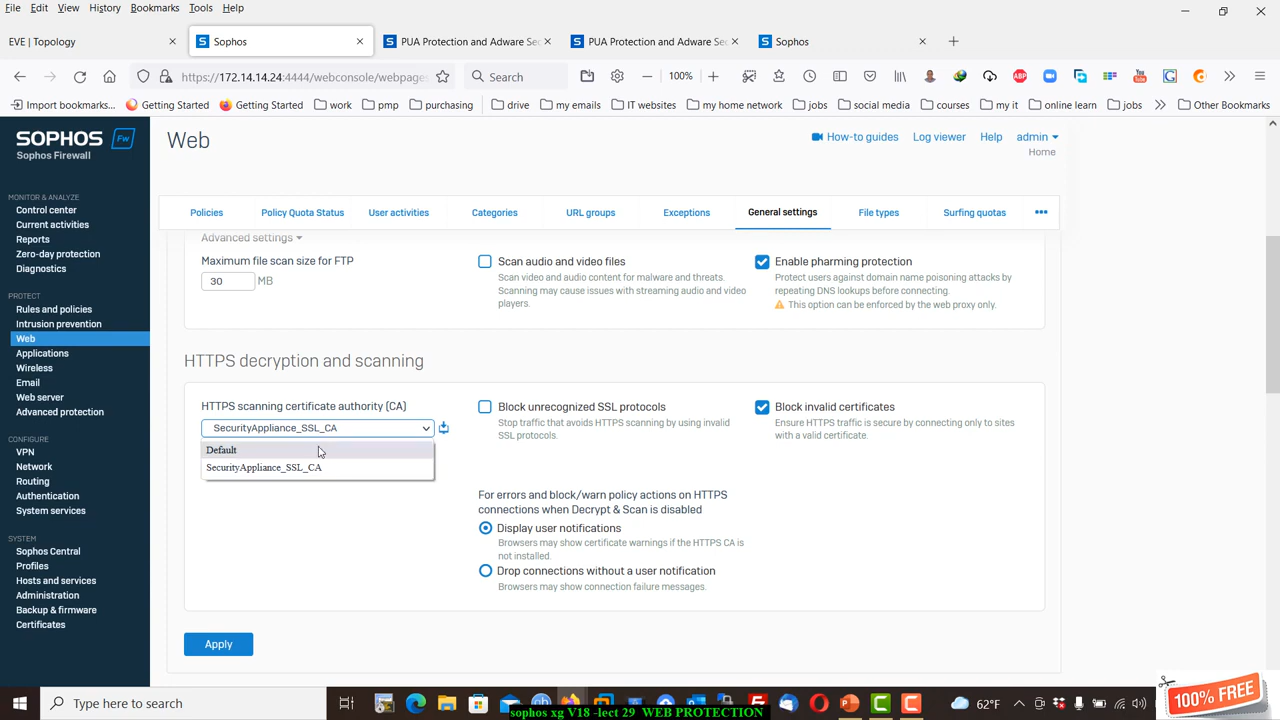 File Edit View History Bookmarks Tools Help
EVE | Topology
Sophos
PUA Protection and Adware Sec
PUA Protection and Adware Sec
Sophos
https://172.14.14.24:4444/webconsole/webpages
100%
Search
Import bookmarks...
Getting Started
Getting Started
work
pmp
purchasing
drive
my emails
IT websites
my home network
jobs
social media
courses
my it
online learn
jobs
Other Bookmarks
SOPHOS
Fw
Sophos Firewall
Web
How-to guides
Log viewer
Help
admin
Home
MONITOR & ANALYZE
Control center
Current activities
Reports
Zero-day protection
Diagnostics
PROTECT
Rules and policies
Intrusion prevention
Web
Applications
Wireless
Email
Web server
Advanced protection
CONFIGURE
VPN
Network
Routing
Authentication
System services
SYSTEM
Sophos Central
Profiles
Hosts and services
Administration
Backup & firmware
Certificates
Policies
Policy Quota Status
User activities
Categories
URL groups
Exceptions
General settings
File types
Surfing quotas
Advanced settings
Maximum file scan size for FTP
30 MB
Scan audio and video files
Scan video and audio content for malware and threats.
Scanning may cause issues with streaming audio and video
players.
Enable pharming protection
Protect users against domain name poisoning attacks by
repeating DNS lookups before connecting.
This option can be enforced by the web proxy only.
HTTPS decryption and scanning
HTTPS scanning certificate authority (CA)
SecurityAppliance_SSL_CA
Default
SecurityAppliance_SSL_CA
Block unrecognized SSL protocols
Stop traffic that avoids HTTPS scanning by using invalid
SSL protocols.
Block invalid certificates
Ensure HTTPS traffic is secure by connecting only to sites
with a valid certificate.
For errors and block/warn policy actions on HTTPS
connections when Decrypt & Scan is disabled
Display user notifications
Browsers may show certificate warnings if the HTTPS CA is
not installed.
Drop connections without a user notification
Browsers may show connection failure messages.
Apply
Type here to search
62°F
sophos xg V18 -lect 29 WEB PROTECTION
100% FREE